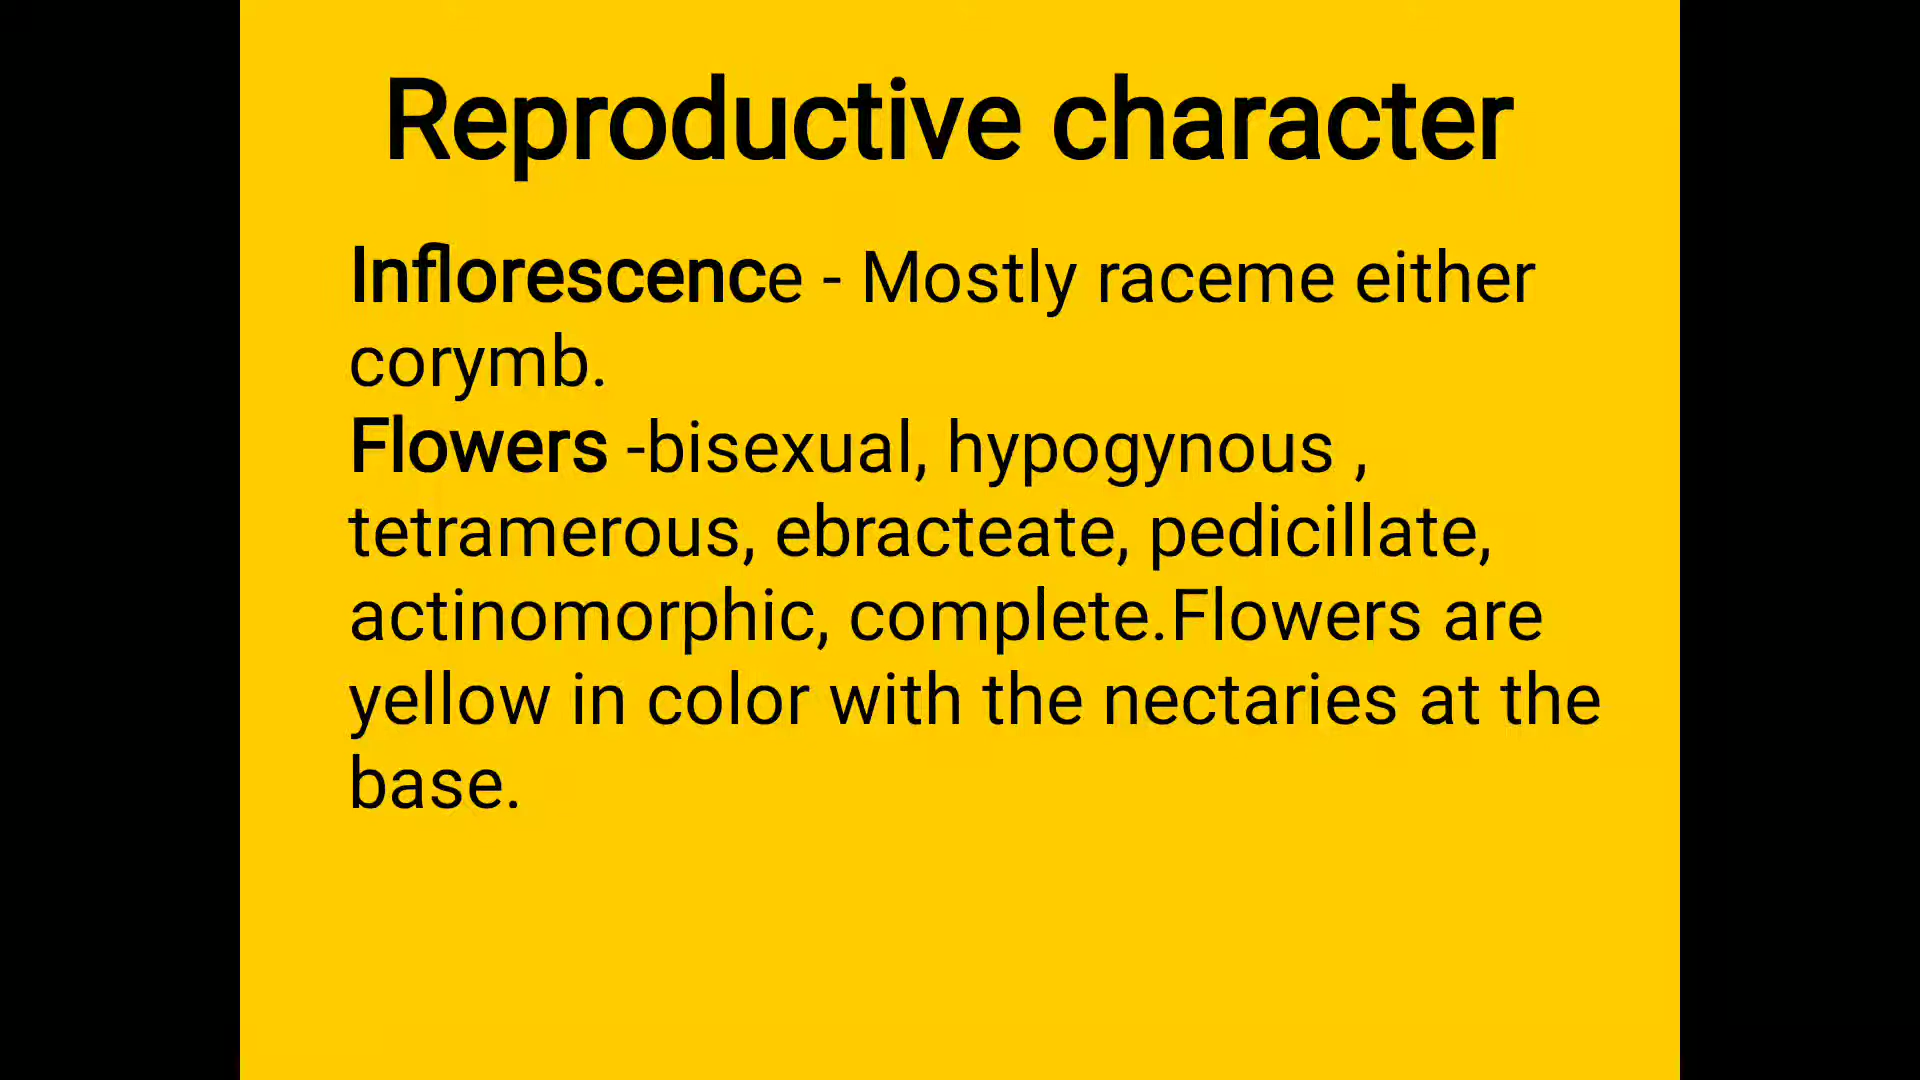 Reproductive character
Inflorescence - Mostly raceme either
corymb.
Flowers -bisexual, hypogynous ,
tetramerous, ebracteate, pedicillate,
actinomorphic, complete.Flowers are
yellow in color with the nectaries at the
base.